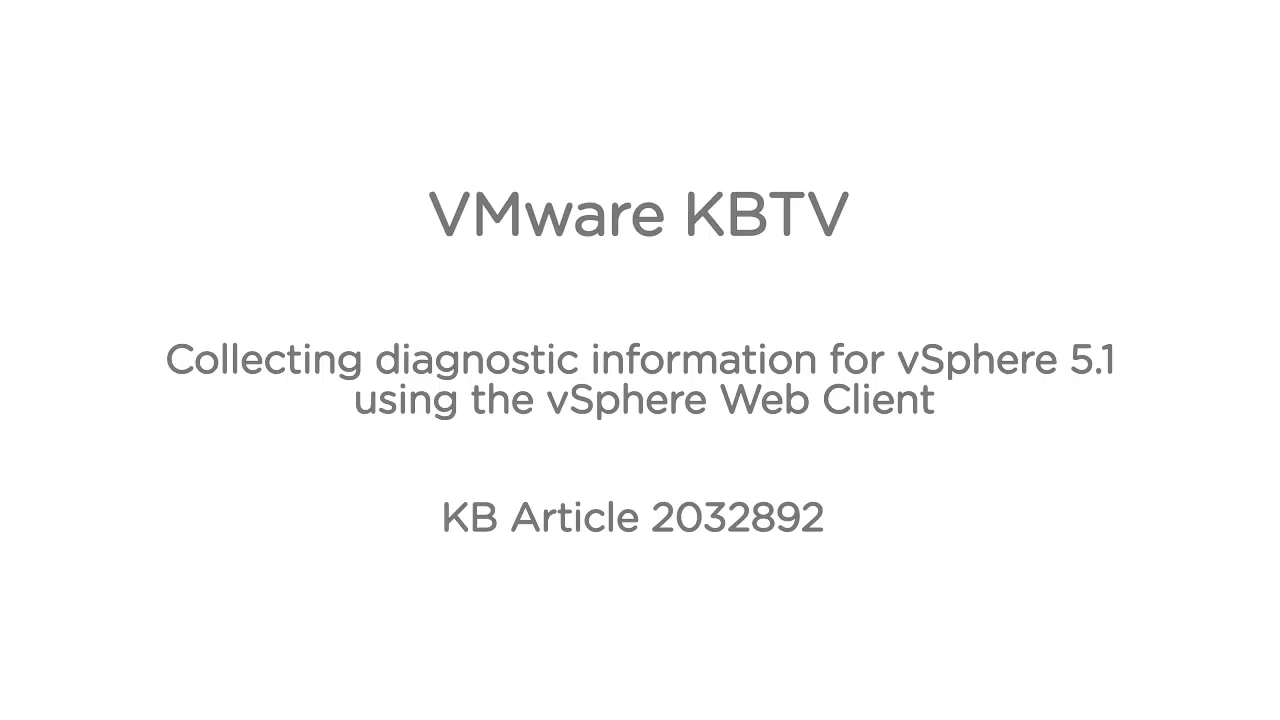 VMware KBTV
Collecting diagnostic information for vSphere 5.1
using the vSphere Web Client
KB Article 2032892